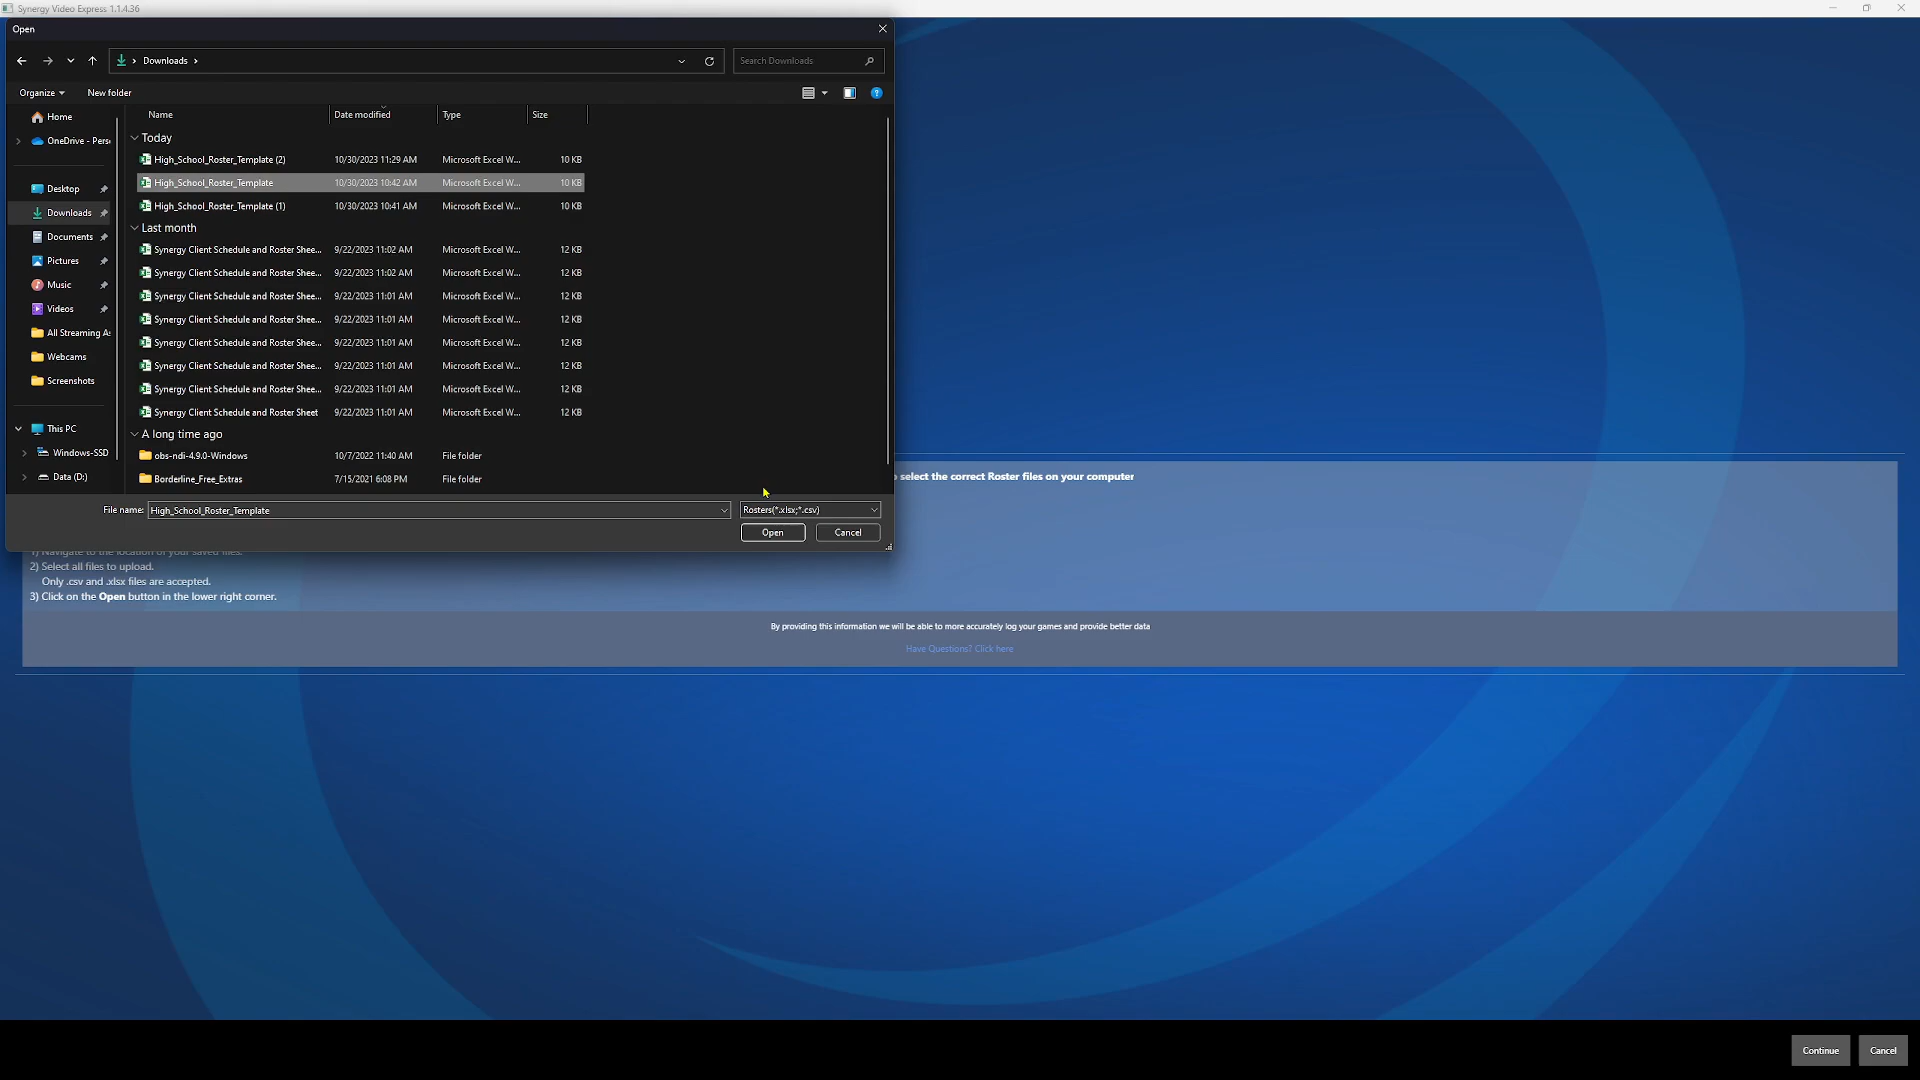 Synergy Video Express 1.1.4.36
Open
Downloads
Search Downloads
Organize
New folder
Home
OneDrive - Pers
Desktop
Downloads
Documents
Pictures
Music
Videos
All Streaming A
Webcams
Screenshots
This PC
Windows-SSD
Data (D:)
Name Date modified Type Size
Today
High_School_Roster_Template (2) 10/30/2023 11:29 AM Microsoft Excel W... 10 KB
High_School_Roster_Template 10/30/2023 10:42 AM Microsoft Excel W... 10 KB
High_School_Roster_Template (1) 10/30/2023 10:41 AM Microsoft Excel W... 10 KB
Last month
Synergy Client Schedule and Roster Shee... 9/22/2023 11:02 AM Microsoft Excel W... 12 KB
Synergy Client Schedule and Roster Shee... 9/22/2023 11:02 AM Microsoft Excel W... 12 KB
Synergy Client Schedule and Roster Shee... 9/22/2023 11:01 AM Microsoft Excel W... 12 KB
Synergy Client Schedule and Roster Shee... 9/22/2023 11:01 AM Microsoft Excel W... 12 KB
Synergy Client Schedule and Roster Shee... 9/22/2023 11:01 AM Microsoft Excel W... 12 KB
Synergy Client Schedule and Roster Shee... 9/22/2023 11:01 AM Microsoft Excel W... 12 KB
Synergy Client Schedule and Roster Shee... 9/22/2023 11:01 AM Microsoft Excel W... 12 KB
Synergy Client Schedule and Roster Sheet 9/22/2023 11:01 AM Microsoft Excel W... 12 KB
A long time ago
obs-ndi-4.9.0-Windows 10/7/2022 11:40 AM File folder
Borderline_Free_Extras 7/15/2021 6:08 PM File folder
File name: High_School_Roster_Template Rosters(*.xlsx;*.csv)
Open Cancel
select the correct Roster files on your computer
1) Navigate to the location of your saved files.
2) Select all files to upload.
Only .csv and .xlsx files are accepted.
3) Click on the Open button in the lower right corner.
By providing this information we will be able to more accurately log your games and provide better data
Have Questions? Click here
Continue Cancel